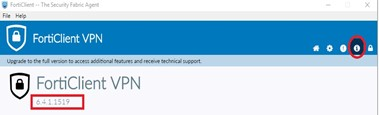 FortiClient -- The Security Fabric Agent
File Help
FortiClient VPN
Upgrade to the full version to access additional features and receive technical support.
FortiClient VPN
6.4.1.1519